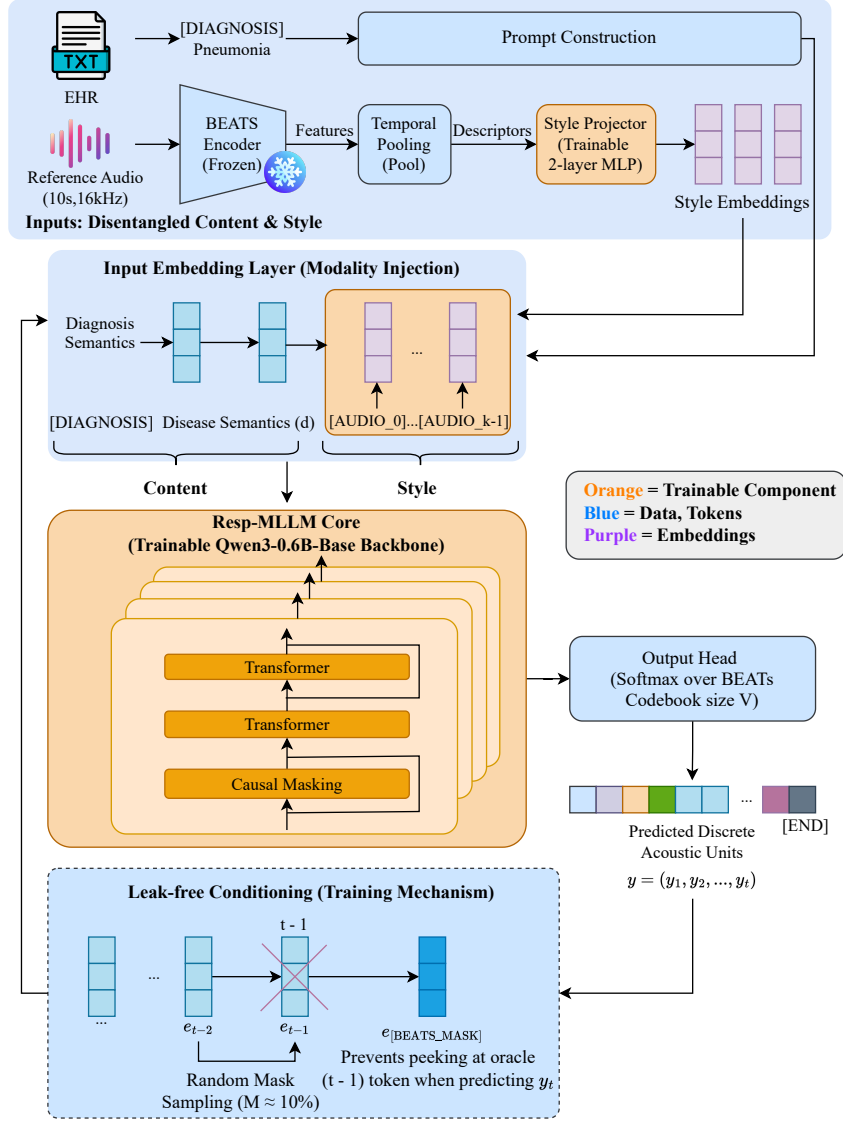 TXT
EHR
[DIAGNOSIS]
Pneumonia
Prompt Construction
Reference Audio
(10s,16kHz)
BEATS
Encoder
(Frozen)
Features
Temporal
Pooling
(Pool)
Descriptors
Style Projector
(Trainable
2-layer MLP)
Style Embeddings
Inputs: Disentangled Content & Style
Input Embedding Layer (Modality Injection)
Diagnosis
Semantics
...
[DIAGNOSIS]
Disease Semantics (d)
[AUDIO_0]...[AUDIO_k-1]
Content
Style
Orange = Trainable Component
Blue = Data, Tokens
Purple = Embeddings
Resp-MLLM Core
(Trainable Qwen3-0.6B-Base Backbone)
Transformer
Transformer
Causal Masking
Output Head
(Softmax over BEATs
Codebook size V)
...
[END]
Predicted Discrete
Acoustic Units
y = (y₁, y₂, ..., yₜ)
Leak-free Conditioning (Training Mechanism)
t - 1
...
...
e_{t−2}
e_{t−1}
e_{[BEATS_MASK]}
Random Mask
Sampling (M ≈ 10%)
Prevents peeking at oracle
(t - 1) token when predicting yₜ